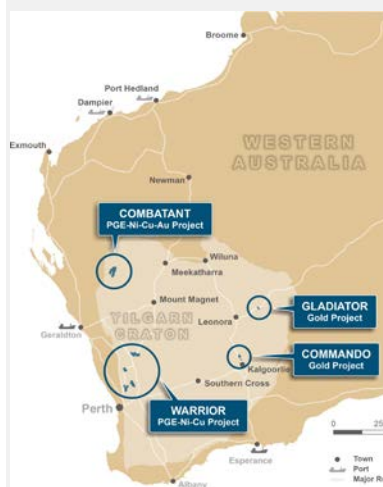 Broome
Port Hedland
Dampier
WESTERN
AUSTRALIA
Exmouth
Newman
COMBATANT
PGE-Ni-Cu-Au Project
Wiluna
Meekatharra
GLADIATOR
Gold Project
Mount Magnet
YILGARN
CRATON
Leonora
Geraldton
COMMANDO
Gold Project
Kalgoorlie
Southern Cross
Perth
WARRIOR
PGE-Ni-Cu Project
0 25
Esperance
Town
Port
Major R
Albany